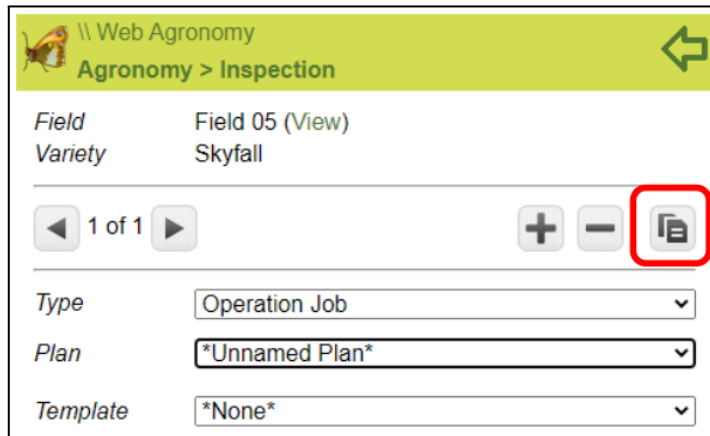 \\ Web Agronomy
Agronomy > Inspection
Field Field 05 (View)
Variety Skyfall
1 of 1
Type Operation Job
Plan *Unnamed Plan*
Template *None*